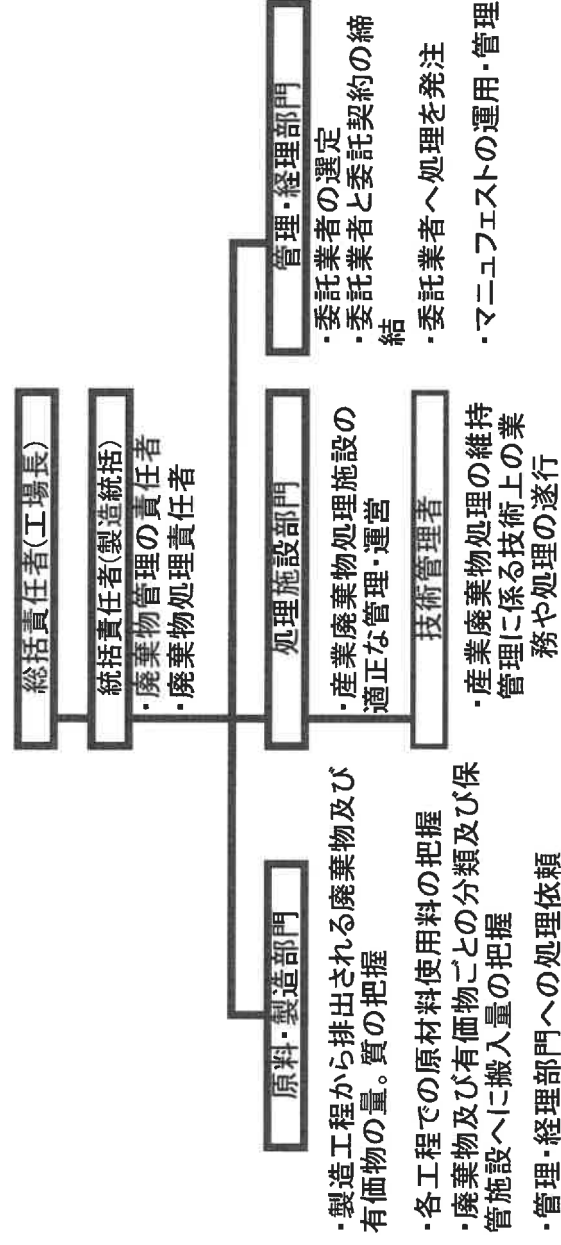 総括責任者(工場長)
統括責任者(製造統括)
・廃棄物管理の責任者
・廃棄物処理責任者
原料・製造部門
・製造工程から排出される廃棄物及び
有価物の量。質の把握
・各工程での原材料使用料の把握
・廃棄物及び有価物ごとの分類及び保
管施設へに搬入量の把握
・管理・経理部門への処理依頼
処理施設部門
・産業廃棄物処理施設の
適正な管理・運営
技術管理者
・産業廃棄物処理の維持
管理に係る技術上の業
務や処理の遂行
管理・経理部門
・委託業者の選定
・委託業者と委託契約の締
結
・委託業者へ処理を発注
・マニュフェストの運用・管理